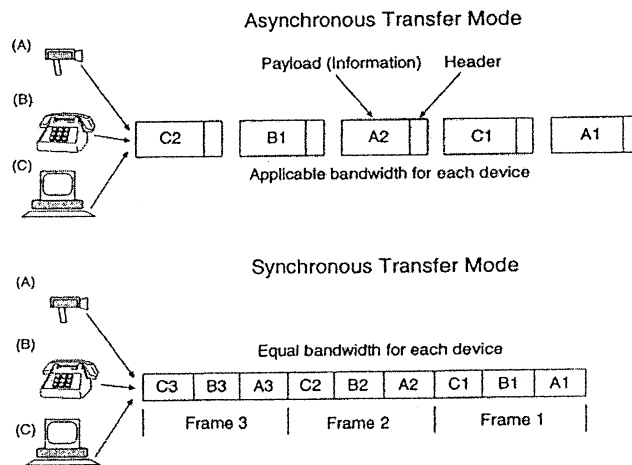 Asynchronous Transfer Mode
(A)
Payload (Information) Header
(B)
C2 B1 A2 C1 A1
(C)
Applicable bandwidth for each device
Synchronous Transfer Mode
(A)
(B)
Equal bandwidth for each device
C3 B3 A3 C2 B2 A2 C1 B1 A1
(C)
Frame 3 Frame 2 Frame 1